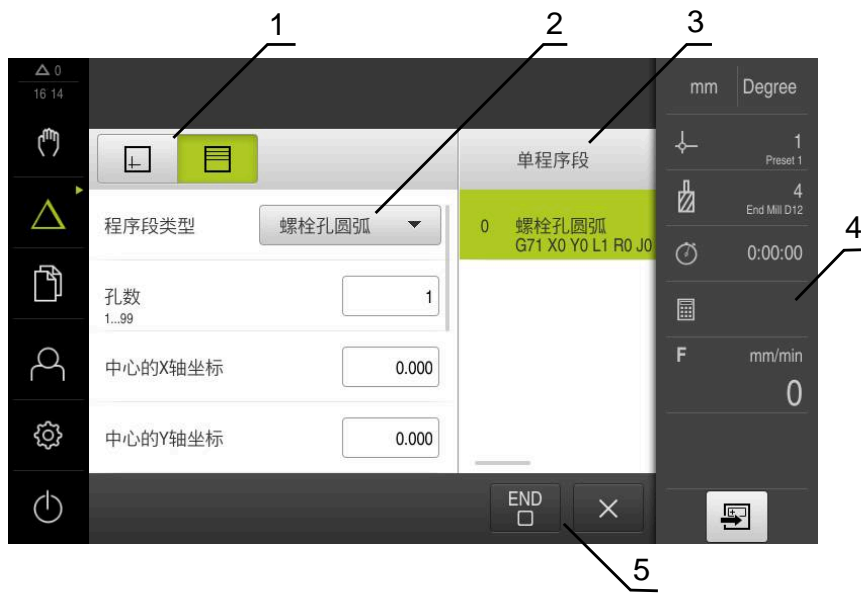 1
2
3
0
16 14
mm
Degree
单程序段
1
Preset 1
程序段类型
螺栓孔圆弧
0
螺栓孔圆弧
G71 X0 Y0 L1 R0 J0
4
End Mill D12
4
0:00:00
孔数
1...99
1
中心的X轴坐标
0.000
F
mm/min
0
中心的Y轴坐标
0.000
END
5